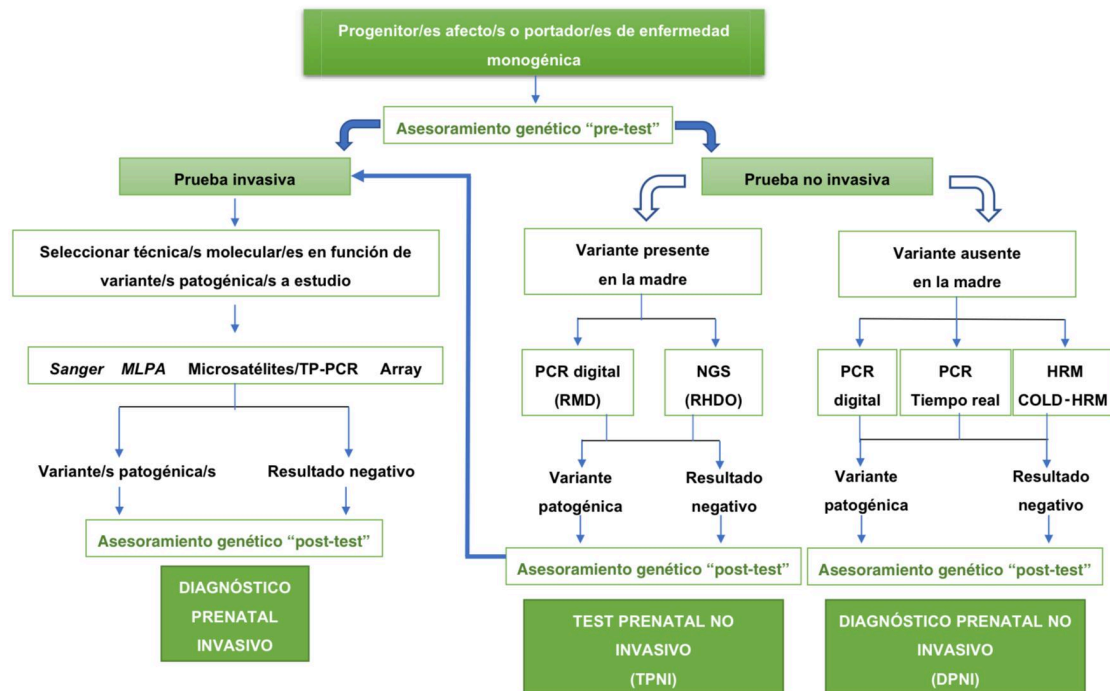 Progenitor/es afecto/s o portador/es de enfermedad
monogénica
Asesoramiento genético “pre-test”
Prueba invasiva
Prueba no invasiva
Seleccionar técnica/s molecular/es en función de
variante/s patogénica/s a estudio
Variante presente
en la madre
Variante ausente
en la madre
Sanger MLPA Microsatélites/TP-PCR Array
PCR digital
(RMD)
NGS
(RHDO)
PCR
digital
PCR
Tiempo real
HRM
COLD-HRM
Variante/s patogénica/s
Resultado negativo
Variante
patogénica
Resultado
negativo
Variante
patogénica
Resultado
negativo
Asesoramiento genético “post-test”
Asesoramiento genético “post-test”
Asesoramiento genético “post-test”
DIAGNÓSTICO
PRENATAL
INVASIVO
TEST PRENATAL NO
INVASIVO
(TPNI)
DIAGNÓSTICO PRENATAL NO
INVASIVO
(DPNI)